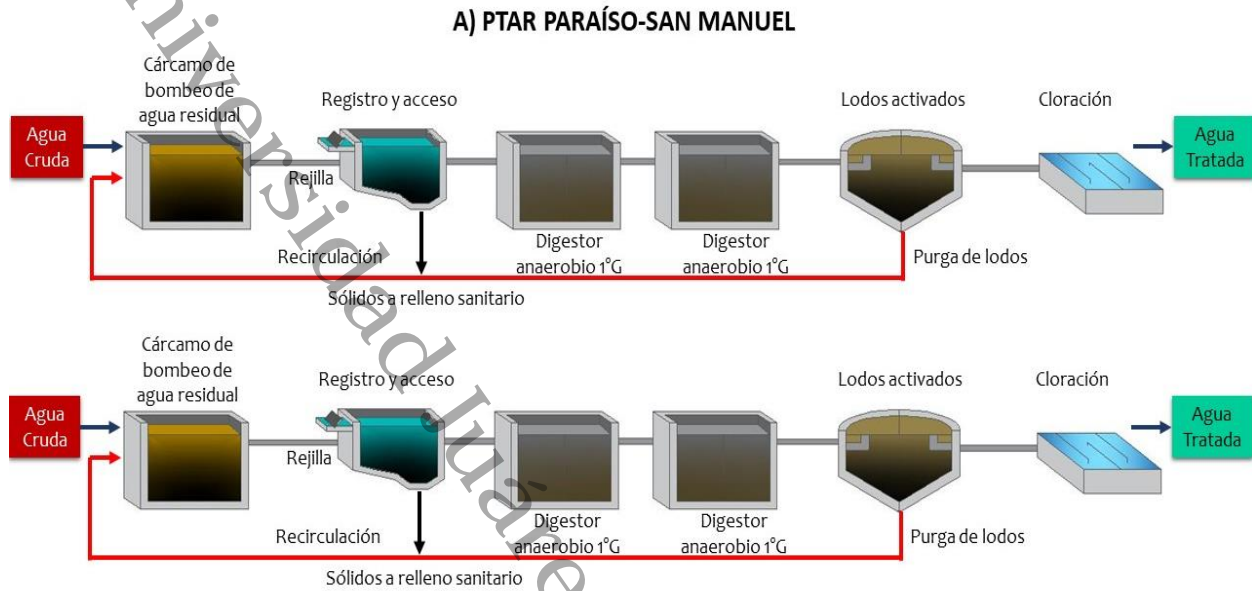 A) PTAR PARAÍSO-SAN MANUEL
Cárcamo de
bombeo de
agua residual
Registro y acceso
Lodos activados
Cloración
Agua
Cruda
Agua
Tratada
Rejilla
Recirculación
Digestor
anaerobio 1°G
Digestor
anaerobio 1°G
Purga de lodos
Sólidos a relleno sanitario
Cárcamo de
bombeo de
agua residual
Registro y acceso
Lodos activados
Cloración
Agua
Cruda
Agua
Tratada
Rejilla
Recirculación
Digestor
anaerobio 1°G
Digestor
anaerobio 1°G
Purga de lodos
Sólidos a relleno sanitario
niversidad Juáre